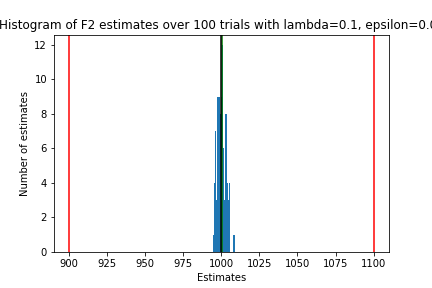 Histogram of F2 estimates over 100 trials with lambda=0.1, epsilon=0.0
12
10
8
6
4
2
0
Number of estimates
900 925 950 975 1000 1025 1050 1075 1100
Estimates